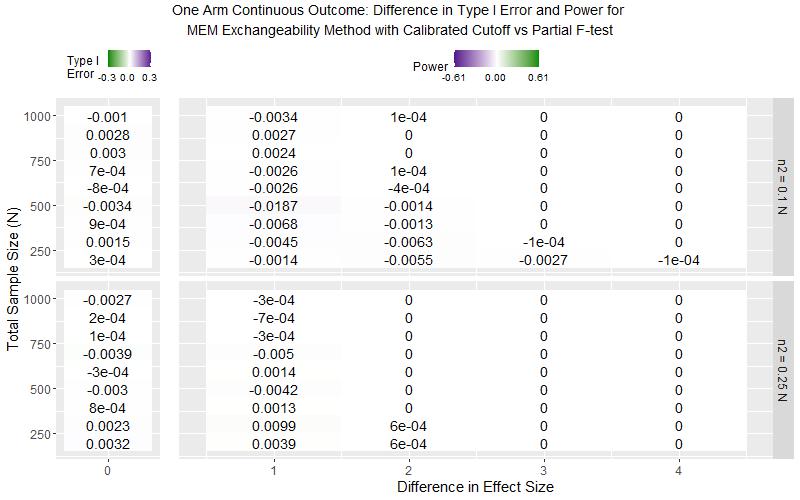 One Arm Continuous Outcome: Difference in Type I Error and Power for
MEM Exchangeability Method with Calibrated Cutoff vs Partial F-test
Type I
Error
-0.3 0.0 0.3
Power
-0.61 0.00 0.61
Total Sample Size (N)
1000 -0.001 -0.0034 1e-04 0 0
0.0028 0.0027 0 0 0
750 0.003 0.0024 0 0 0
7e-04 -0.0026 1e-04 0 0
-8e-04 -0.0026 -4e-04 0 0
500 -0.0034 -0.0187 -0.0014 0 0
9e-04 -0.0068 -0.0013 0 0
0.0015 -0.0045 -0.0063 -1e-04 0
250 3e-04 -0.0014 -0.0055 -0.0027 -1e-04
n2 = 0.1 N
1000 -0.0027 -3e-04 0 0 0
2e-04 -7e-04 0 0 0
1e-04 -3e-04 0 0 0
750 -0.0039 -0.005 0 0 0
-3e-04 0.0014 0 0 0
500 -0.003 -0.0042 0 0 0
8e-04 0.0013 0 0 0
250 0.0023 0.0099 6e-04 0 0
0.0032 0.0039 6e-04 0 0
n2 = 0.25 N
0 1 2 3 4
Difference in Effect Size